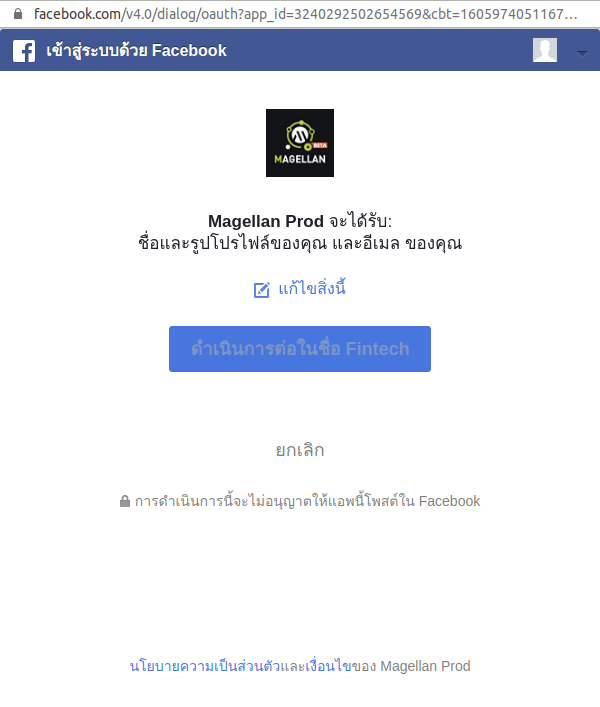 facebook.com/v4.0/dialog/oauth?app_id=3240292502654569&cbt=1605974051167...
เข้าสู่ระบบด้วย Facebook
BETA
MAGELLAN
Magellan Prod จะได้รับ:
ชื่อและรูปโปรไฟล์ของคุณ และอีเมล ของคุณ
แก้ไขสิ่งนี้
ดำเนินการต่อในชื่อ Fintech
ยกเลิก
การดำเนินการนี้จะไม่อนุญาตให้แอพนี้โพสต์ใน Facebook
นโยบายความเป็นส่วนตัวและเงื่อนไขของ Magellan Prod